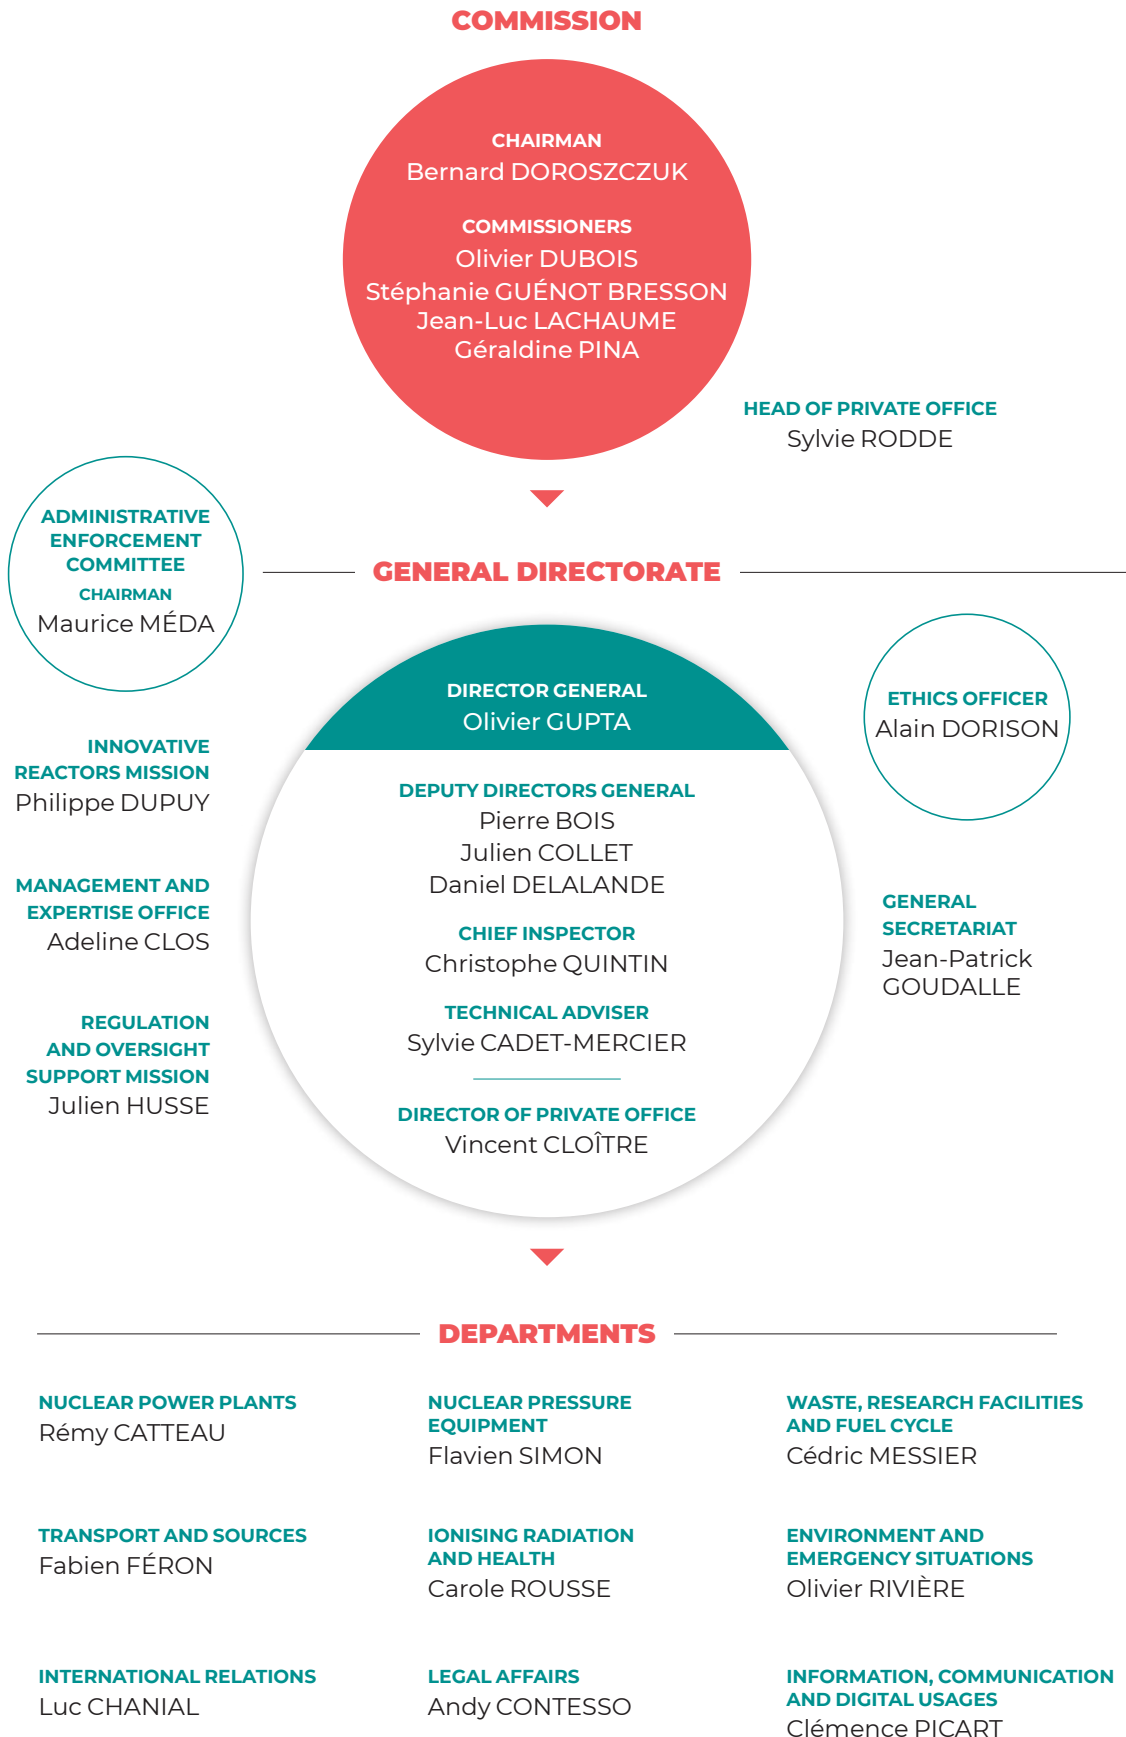 COMMISSION
CHAIRMAN
Bernard DOROSZCZUK
COMMISSIONERS
Olivier DUBOIS
Stéphanie GUÉNOT BRESSON
Jean-Luc LACHAUME
Géraldine PINA
HEAD OF PRIVATE OFFICE
Sylvie RODDE
ADMINISTRATIVE
ENFORCEMENT
COMMITTEE
CHAIRMAN
Maurice MÉDA
GENERAL DIRECTORATE
DIRECTOR GENERAL
Olivier GUPTA
DEPUTY DIRECTORS GENERAL
Pierre BOIS
Julien COLLET
Daniel DELALANDE
CHIEF INSPECTOR
Christophe QUINTIN
TECHNICAL ADVISER
Sylvie CADET-MERCIER
DIRECTOR OF PRIVATE OFFICE
Vincent CLOÎTRE
ETHICS OFFICER
Alain DORISON
INNOVATIVE
REACTORS MISSION
Philippe DUPUY
MANAGEMENT AND
EXPERTISE OFFICE
Adeline CLOS
REGULATION
AND OVERSIGHT
SUPPORT MISSION
Julien HUSSE
GENERAL
SECRETARIAT
Jean-Patrick
GOUDALLE
DEPARTMENTS
NUCLEAR POWER PLANTS
Rémy CATTEAU
NUCLEAR PRESSURE
EQUIPMENT
Flavien SIMON
WASTE, RESEARCH FACILITIES
AND FUEL CYCLE
Cédric MESSIER
TRANSPORT AND SOURCES
Fabien FÉRON
IONISING RADIATION
AND HEALTH
Carole ROUSSE
ENVIRONMENT AND
EMERGENCY SITUATIONS
Olivier RIVIÈRE
INTERNATIONAL RELATIONS
Luc CHANIAL
LEGAL AFFAIRS
Andy CONTESSO
INFORMATION, COMMUNICATION
AND DIGITAL USAGES
Clémence PICART